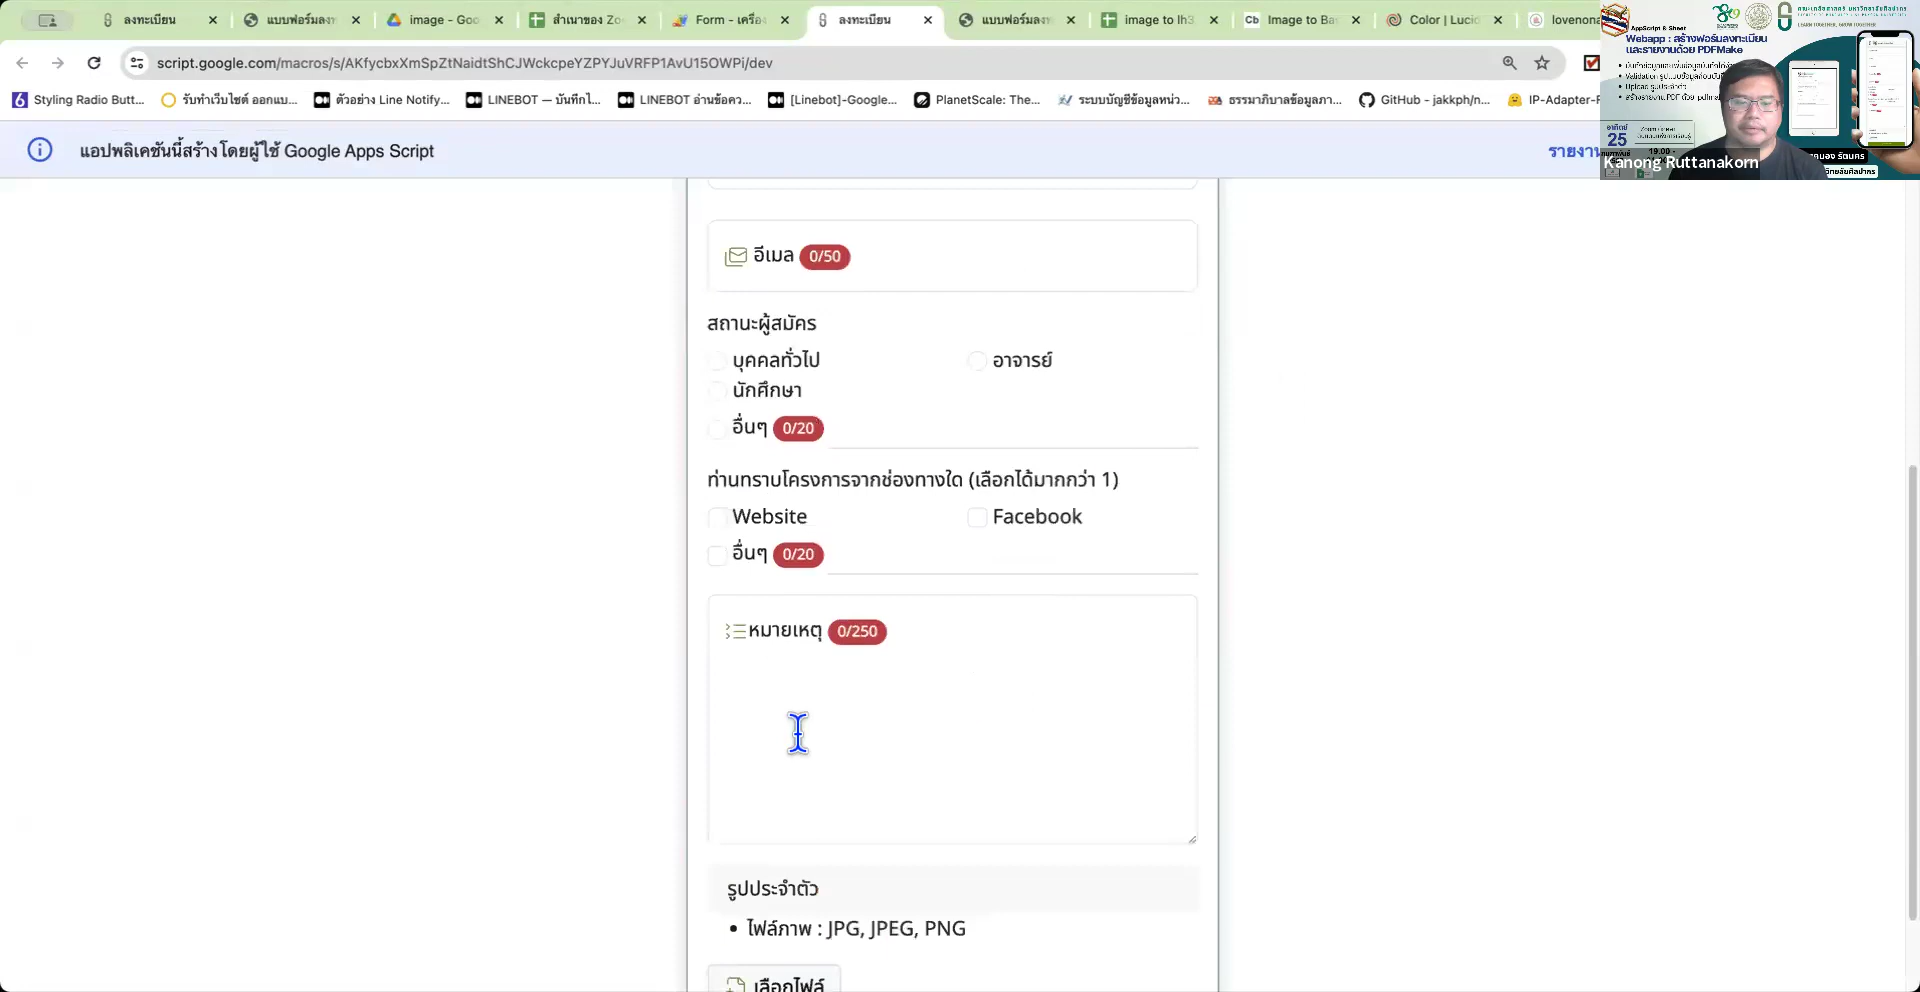 ลงทะเบียน
แบบฟอร์มลงท
image - Goo
สำเนาของ Zo
Form - เครื่อง
ลงทะเบียน
แบบฟอร์มลงท
image to lh3
Image to Bas
Color | Lucid
lovenona
script.google.com/macros/s/AKfycbxXmSpZtNaidtShCJWckcpeYZPYJuVRFP1AvU15OWPi/dev
Styling Radio Butt...
รับทำเว็บไซต์ ออกแบ...
ตัวอย่าง Line Notify...
LINEBOT — บันทึกไ...
LINEBOT อ่านข้อคว...
[Linebot]-Google...
PlanetScale: The...
ระบบบัญชีข้อมูลหน่ว...
ธรรมาภิบาลข้อมูลภา...
GitHub - jakkph/n...
IP-Adapter-F
แอปพลิเคชันนี้สร้างโดยผู้ใช้ Google Apps Script
รายงาน
AppScript & Sheet
Webapp : สร้างฟอร์มลงทะเบียน
และรายงานด้วย PDFMake
อาทิตย์
25
19.00 -
Kanong Ruttanakorn
อีเมล 0/50
สถานะผู้สมัคร
บุคคลทั่วไป
อาจารย์
นักศึกษา
อื่นๆ 0/20
ท่านทราบโครงการจากช่องทางใด (เลือกได้มากกว่า 1)
Website
Facebook
อื่นๆ 0/20
หมายเหตุ 0/250
รูปประจำตัว
• ไฟล์ภาพ : JPG, JPEG, PNG
เลือกไฟล์